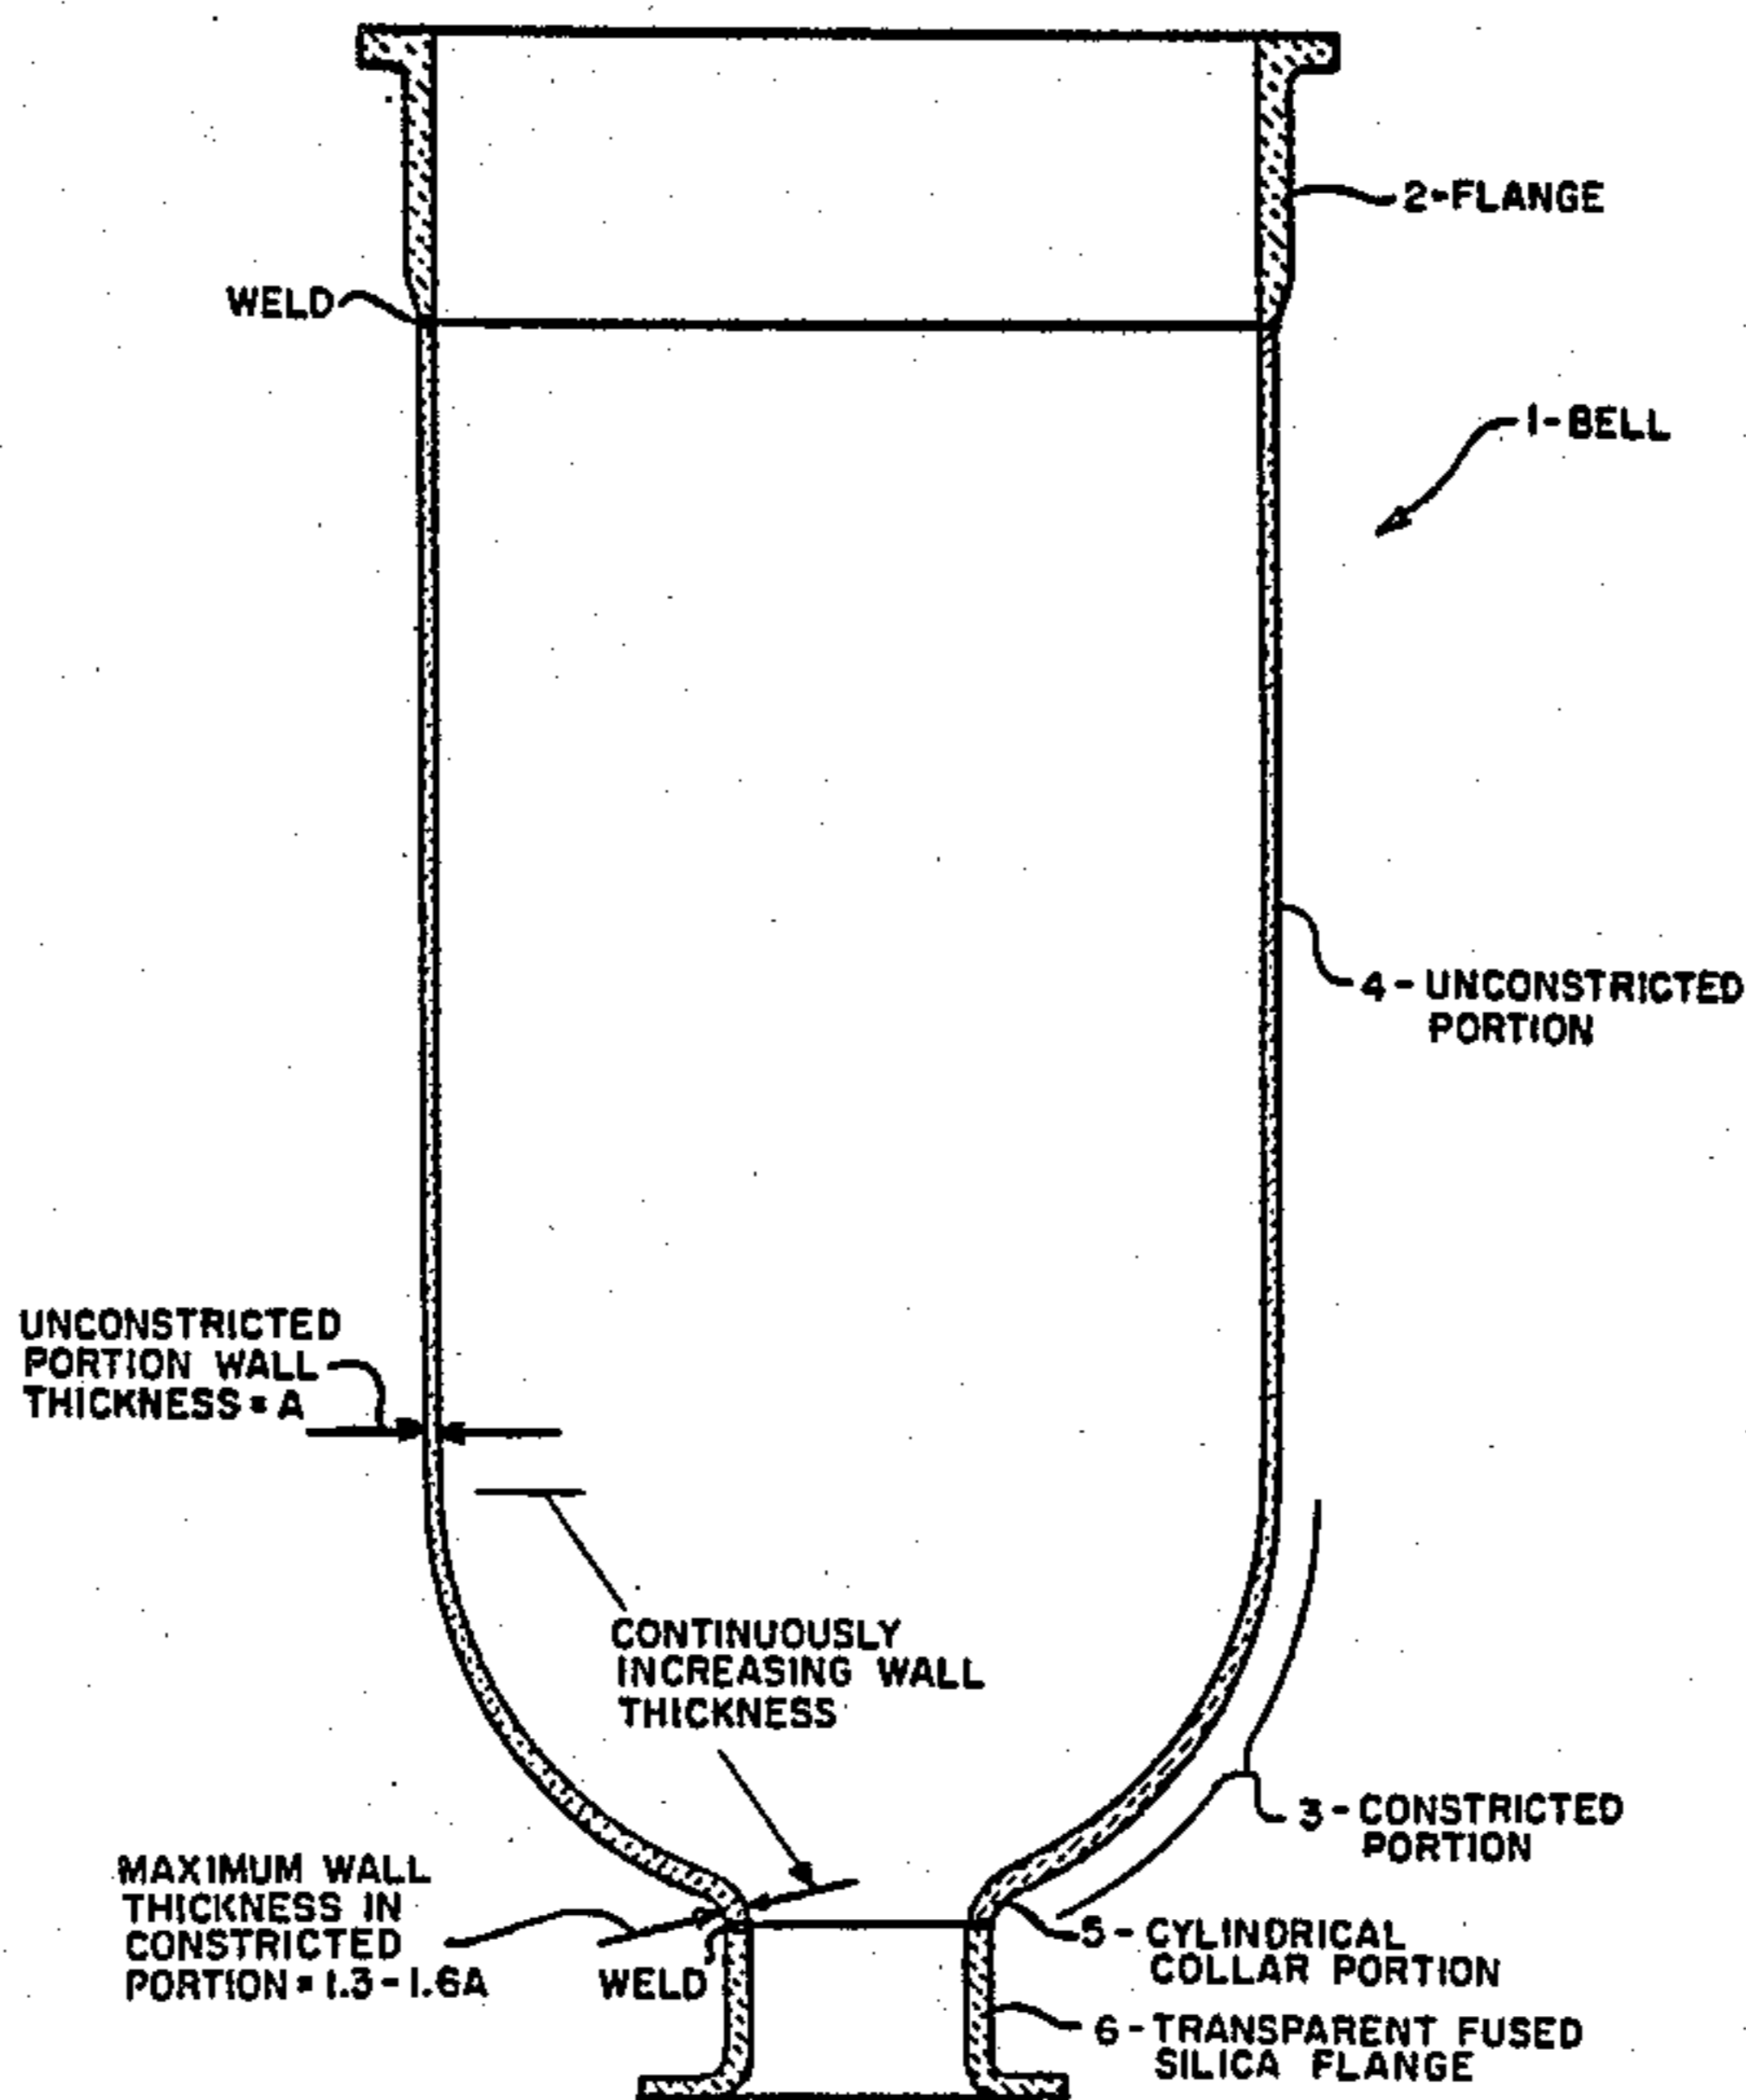 2-FLANGE
WELD
1-BELL
4- UNCONSTRICTED
PORTION
UNCONSTRICTED
PORTION WALL
THICKNESS = A
CONTINUOUSLY
INCREASING WALL
THICKNESS
3-CONSTRICTED
PORTION
MAXIMUM WALL
THICKNESS IN
CONSTRICTED
PORTION = 1.3-1.6A
WELD
5- CYLINDRICAL
COLLAR PORTION
6-TRANSPARENT FUSED
SILICA FLANGE